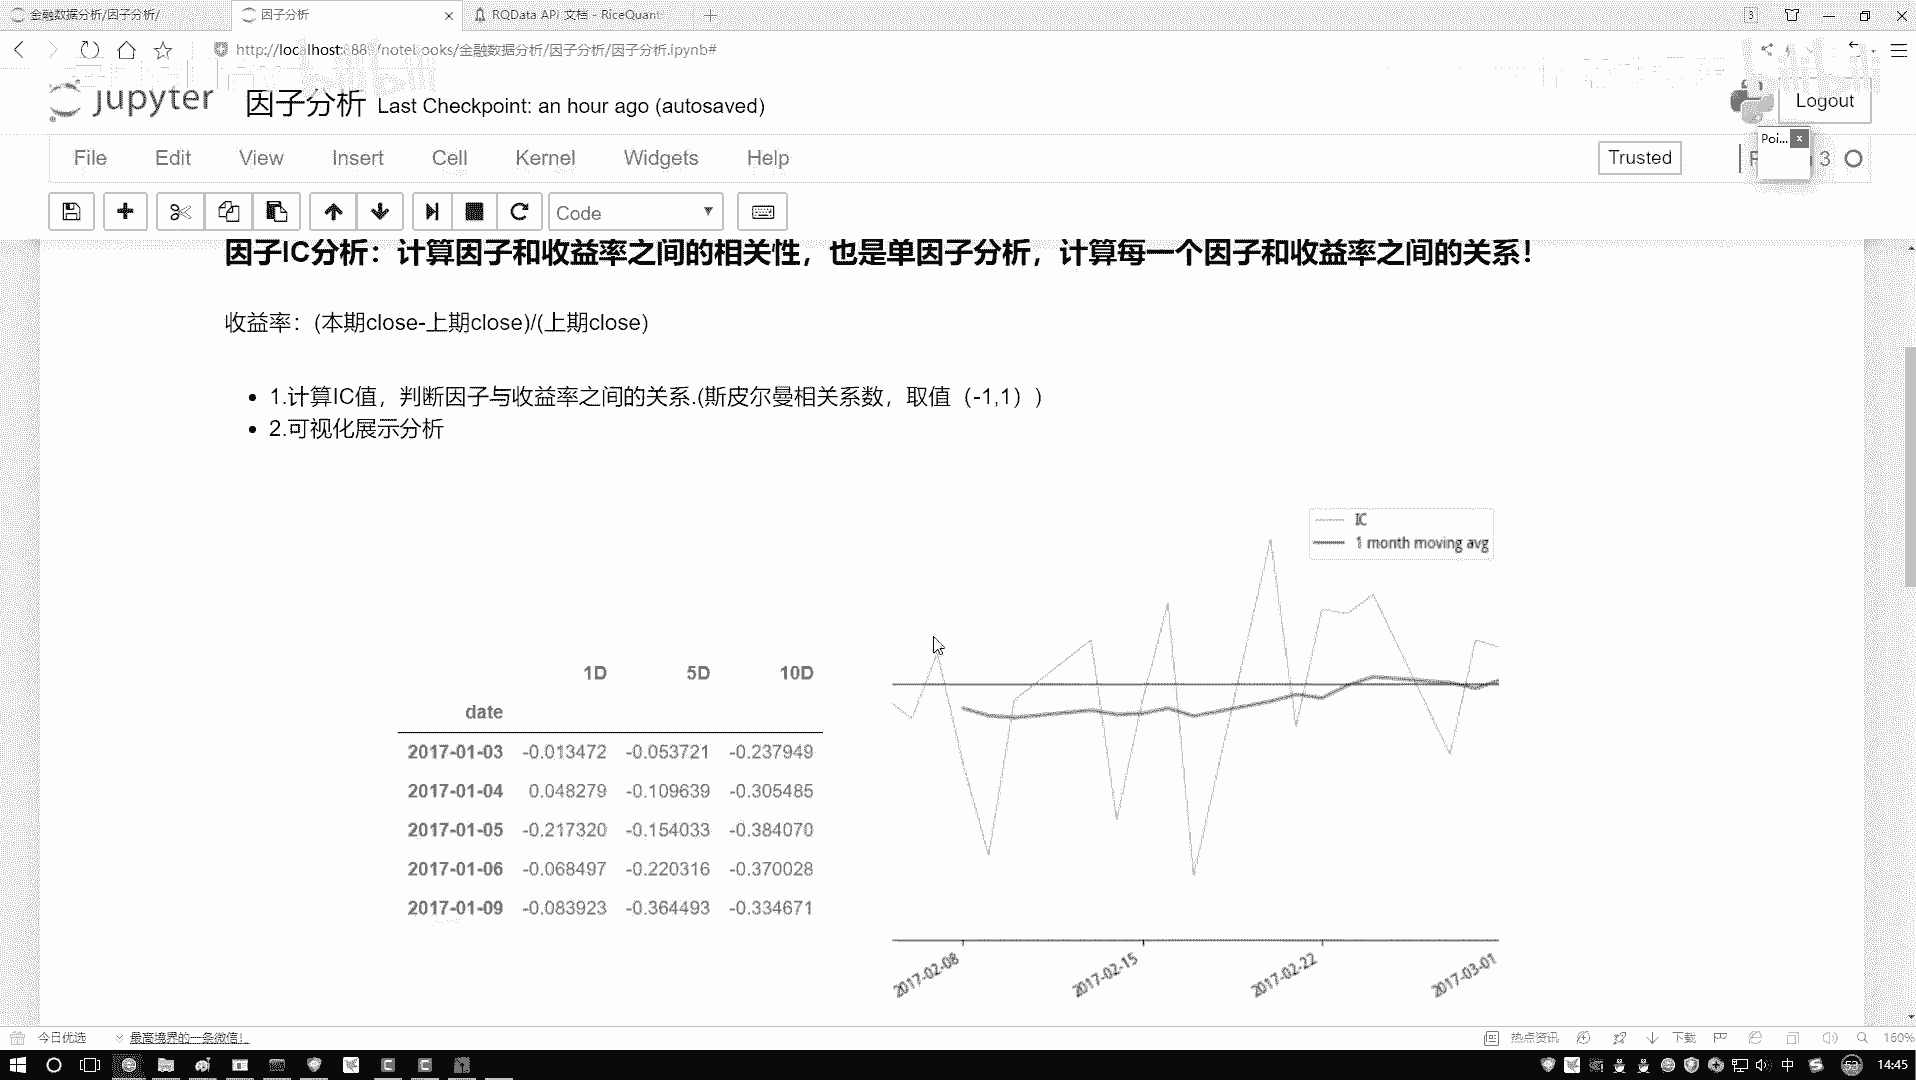 金融数据分析/因子分析/
因子分析
RQData API 文档 - RiceQuant
3
http://localhost:888 /notebooks/金融数据分析/因子分析/因子分析.ipynb#
jupyter 因子分析 Last Checkpoint: an hour ago (autosaved)
Logout
Poi...
File Edit View Insert Cell Kernel Widgets Help
Trusted
3
Code
因子IC分析：计算因子和收益率之间的相关性，也是单因子分析，计算每一个因子和收益率之间的关系！
收益率：(本期close-上期close)/(上期close)
1.计算IC值，判断因子与收益率之间的关系.(斯皮尔曼相关系数，取值（-1,1））
2.可视化展示分析
IC
1 month moving avg
1D 5D 10D
date
2017-01-03 -0.013472 -0.053721 -0.237949
2017-01-04 0.048279 -0.109639 -0.305485
2017-01-05 -0.217320 -0.154033 -0.384070
2017-01-06 -0.068497 -0.220316 -0.370028
2017-01-09 -0.083923 -0.364493 -0.334671
2017-02-08
2017-02-15
2017-02-22
2017-03-01
今日优选
最高境界的一条微信！
热点资讯
下载
160%
中
53
14:45